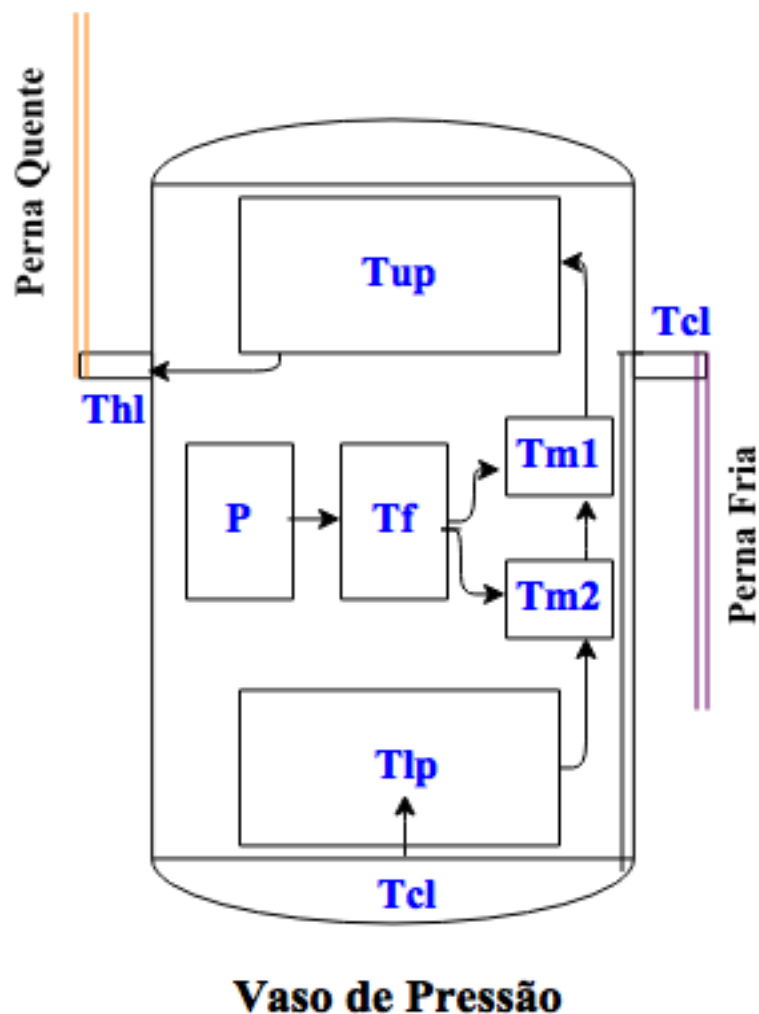 Perna Quente
Tup
Tcl
Thl
P
Tf
Tm1
Tm2
Perna Fria
Tlp
Tcl
Vaso de Pressão